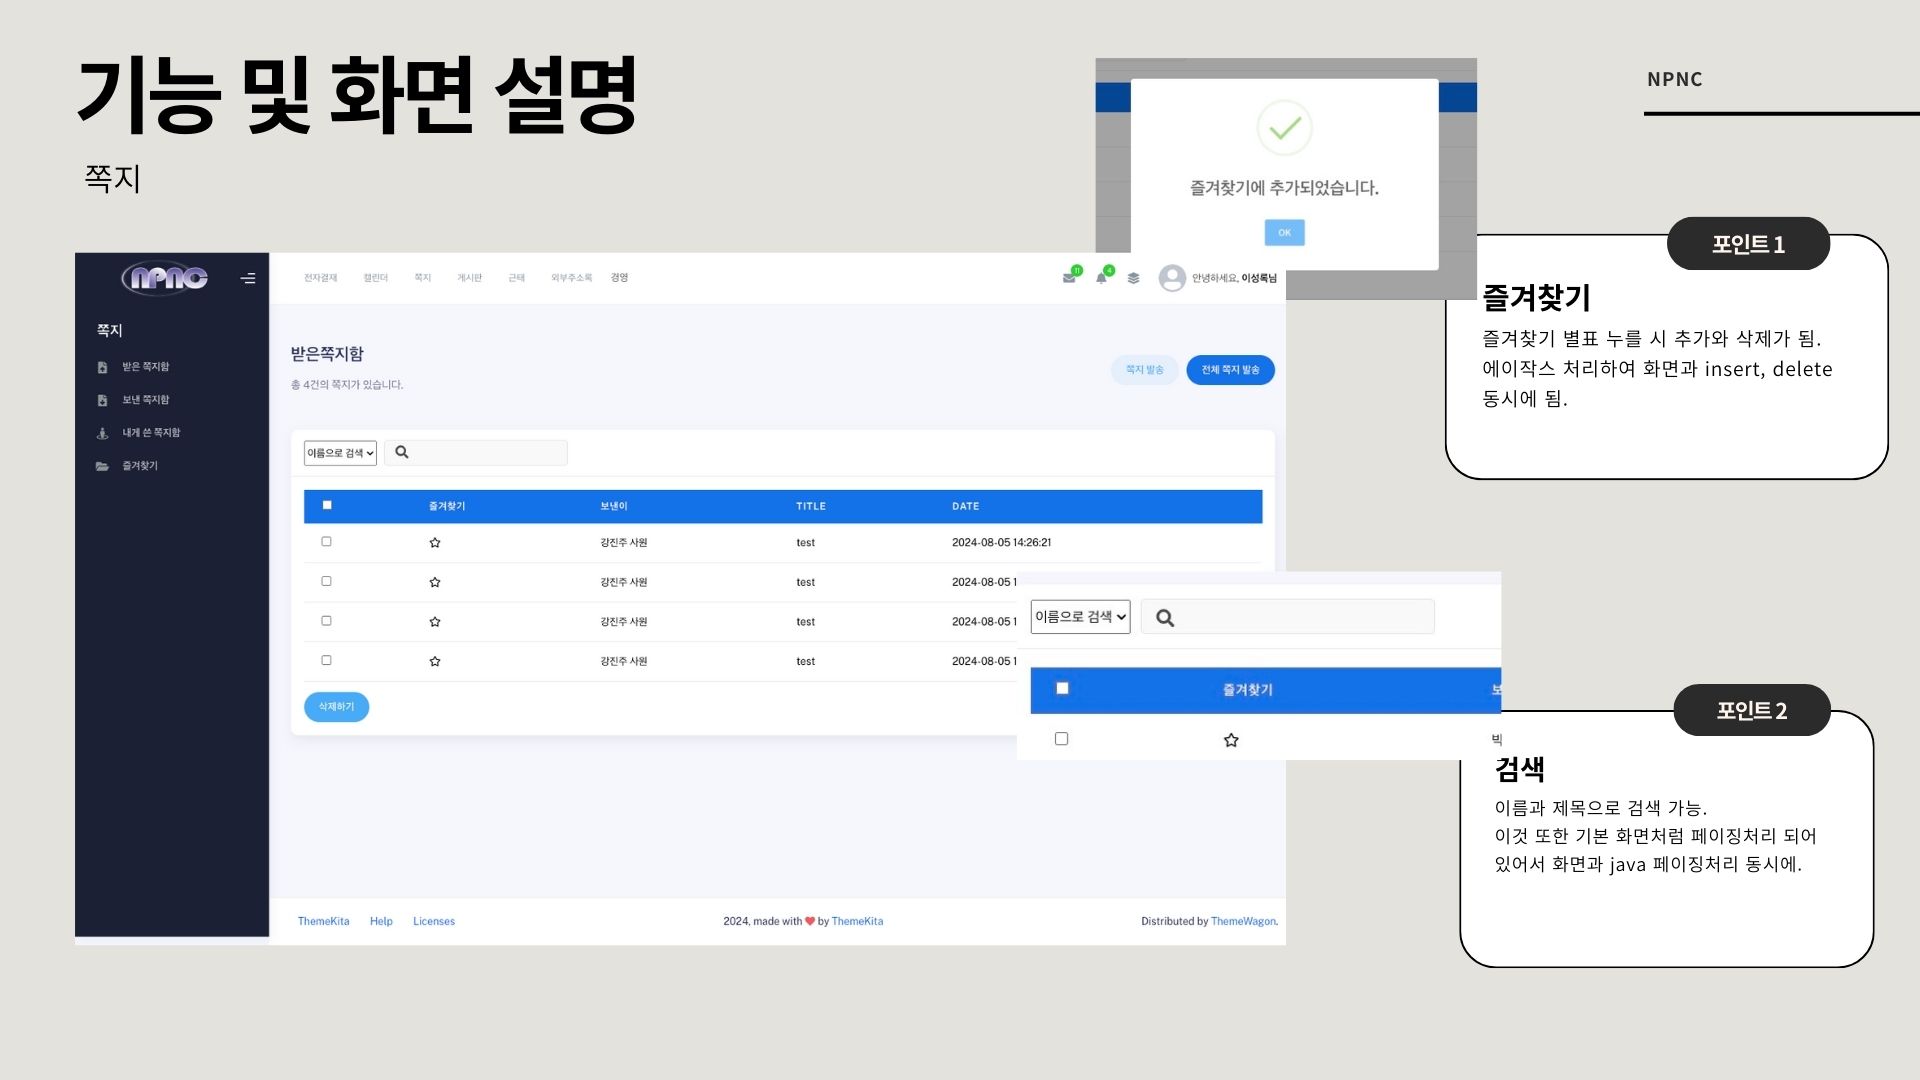 기능 및 화면 설명
쪽지
NPNC
즐겨찾기에 추가되었습니다.
OK
NPNC
전자결재 캘린더 쪽지 게시판 근태 외부주소록 경영
11 4 안녕하세요, 이성록님
쪽지
받은 쪽지함
보낸 쪽지함
내게 쓴 쪽지함
즐겨찾기
받은쪽지함
총 4건의 쪽지가 있습니다.
쪽지 발송 전체 쪽지 발송
이름으로 검색
즐겨찾기 보낸이 TITLE DATE
강진주 사원 test 2024-08-05 14:26:21
강진주 사원 test 2024-08-05 1
강진주 사원 test 2024-08-05 1
강진주 사원 test 2024-08-05 1
삭제하기
ThemeKita Help Licenses
2024, made with by ThemeKita
Distributed by ThemeWagon.
이름으로 검색
즐겨찾기 보
빅
포인트 1
즐겨찾기
즐겨찾기 별표 누를 시 추가와 삭제가 됨.
에이작스 처리하여 화면과 insert, delete
동시에 됨.
포인트 2
검색
이름과 제목으로 검색 가능.
이것 또한 기본 화면처럼 페이징처리 되어
있어서 화면과 java 페이징처리 동시에.